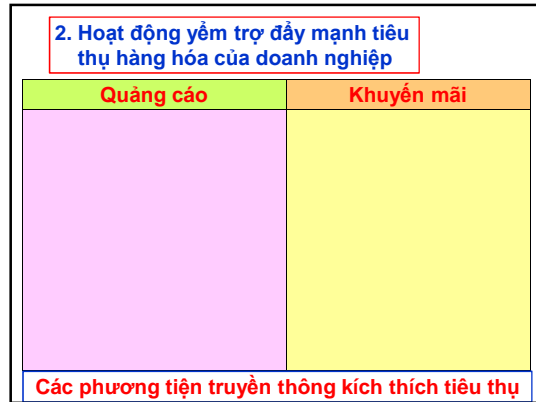 2. Hoạt động yểm trợ đẩy mạnh tiêu
thụ hàng hóa của doanh nghiệp
Quảng cáo
Khuyến mãi
Các phương tiện truyền thông kích thích tiêu thụ